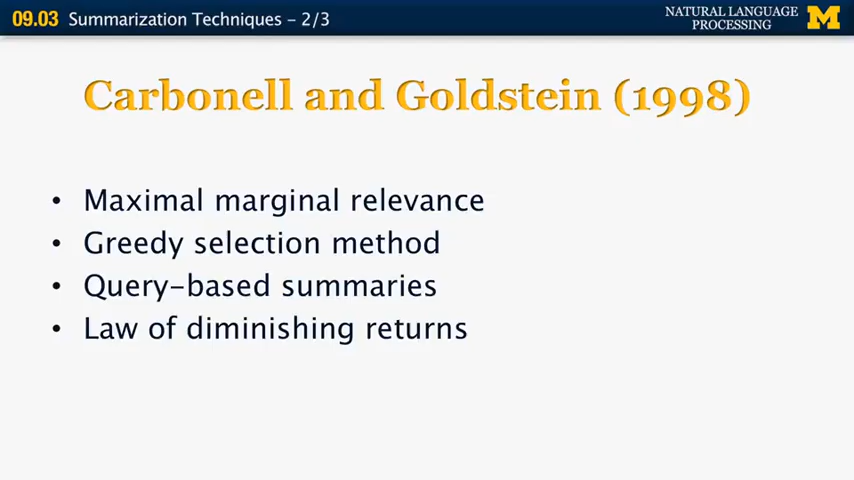 09.03 Summarization Techniques – 2/3
NATURAL LANGUAGE
PROCESSING
M
Carbonell and Goldstein (1998)
• Maximal marginal relevance
• Greedy selection method
• Query-based summaries
• Law of diminishing returns